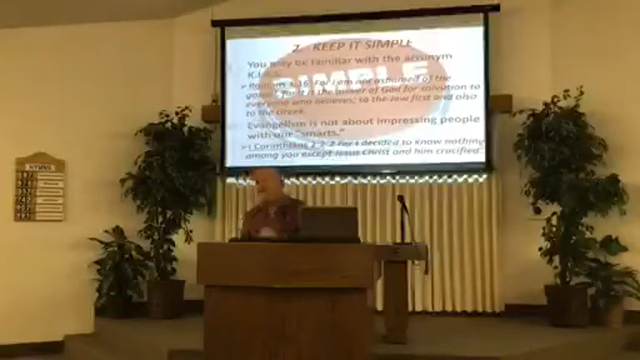 HYMNS
2. KEEP IT SIMPLE
You may be familiar with the acronym
K.I.
SIMPLE
Romans 1:16 For I am not ashamed of the
gospel, for it is the power of God for salvation to
everyone who believes, to the Jew first and also
to the Greek.
Evangelism is not about impressing people
with our "smarts."
1 Corinthians 2:2 For I decided to know nothing
among you except Jesus Christ and him crucified.